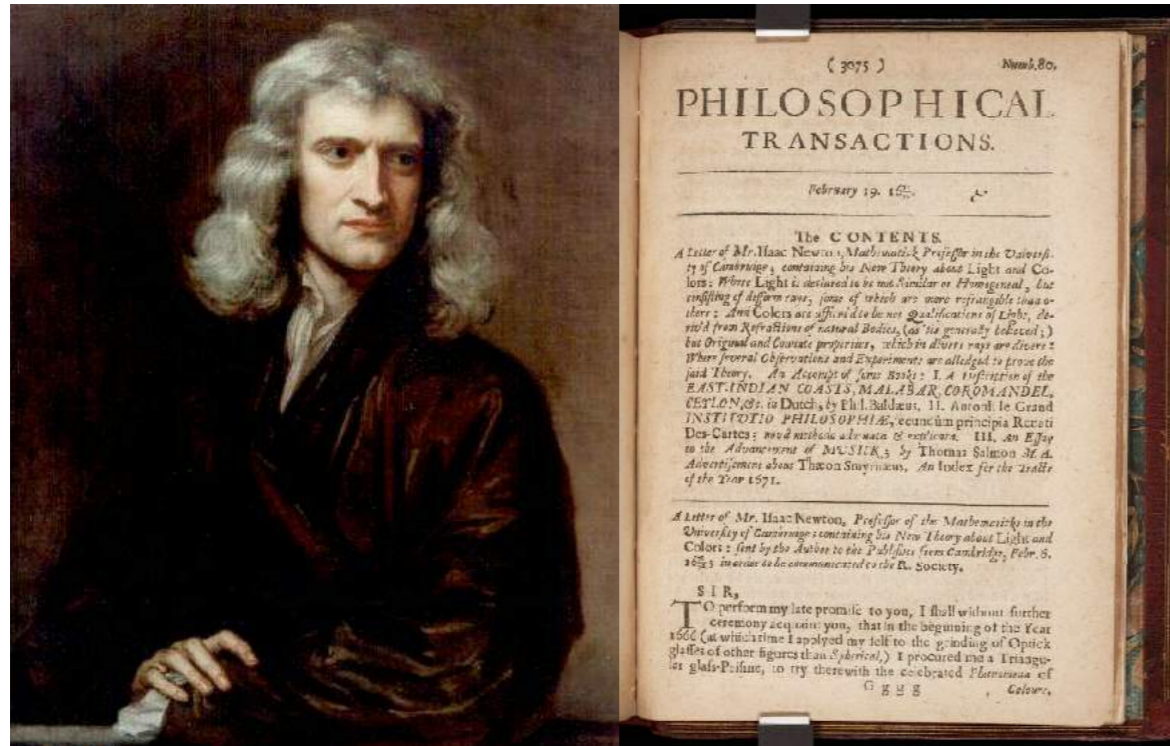 ( 3075 )
Numb. 80.
PHILOSOPHICAL
TRANSACTIONS.
February 19. 167½.
The CONTENTS.
A Letter of Mr. Isaac Newton, Mathematick Professor in the Universi-
ty of Cambridge; containing his New Theory about Light and Co-
lors: Where Light is declared to be not Similar or Homogeneal, but
consisting of difform rays, some of which are more refrangible than o-
thers: And Colors are affirm'd to be not Qualifications of Light, de-
riv'd from Refractions of natural Bodies, (as 'tis generally believed;)
but Original and Connate properties, which in divers rays are divers:
Where several Observations and Experiments are alledged to prove the
said Theory. An Accompt of some Books: I. A Description of the
EAST-INDIAN COASTS, MALABAR, COROMANDEL,
CEYLON, &c. in Dutch, by Phil. Baldæus. II. Antonii le Grand
INSTITUTIO PHILOSOPHIÆ, secundùm principia Renati
Des-Cartes; novâ methodo adornata & explicata. III. An Essay
to the Advancement of MUSICK; by Thomas Salmon M. A.
Advertisement about Thæon Smyrnæus. An Index for the Tracts
of the Year 1671.
A Letter of Mr. Isaac Newton, Professor of the Mathematicks in the
University of Cambridge; containing his New Theory about Light and
Colors: sent by the Author to the Publisher from Cambridge, Febr. 6.
in order to be communicated to the R. Society.
SIR,
TO perform my late promise to you, I shall without further
ceremony acquaint you, that in the beginning of the Year
1666 (at which time I applyed my self to the grinding of Optick
glasses of other figures than Spherical,) I procured me a Triangu-
lar glass-Prisme, to try therewith the celebrated Phænomena of
Gggg
Colours.